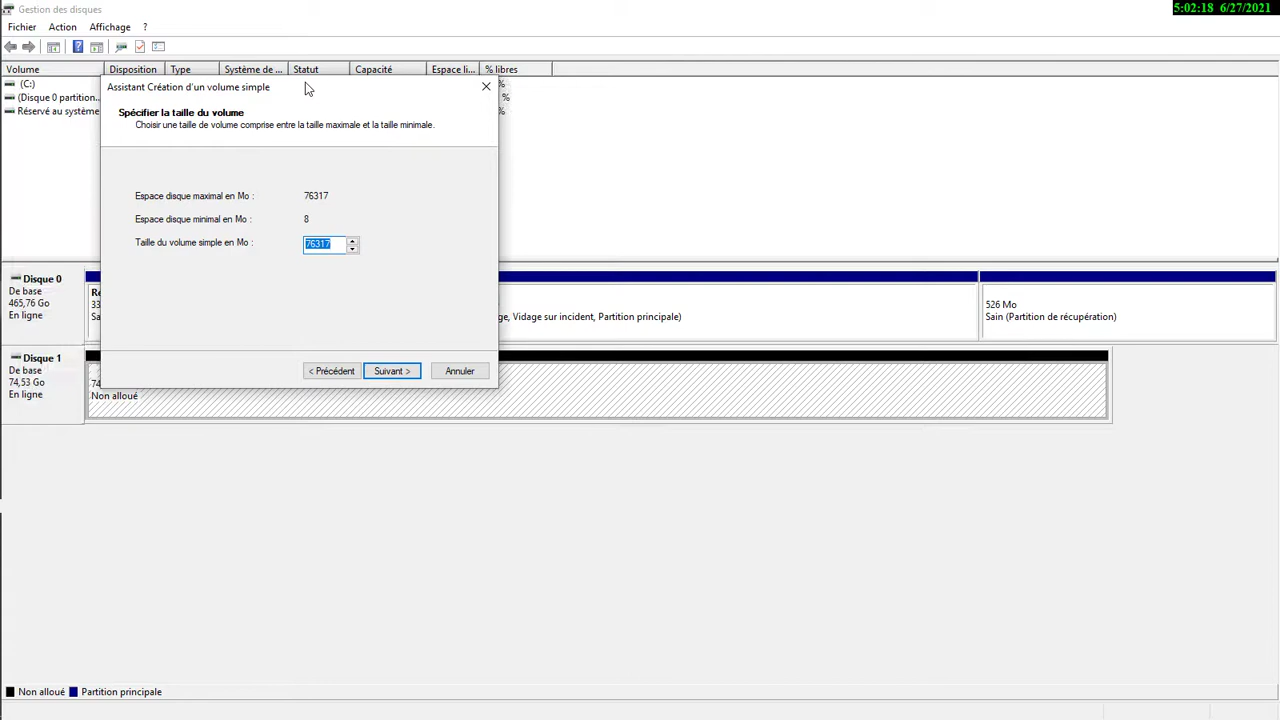 Gestion des disques
5:02:18 6/27/2021
Fichier Action Affichage ?
Volume Disposition Type Système de ... Statut Capacité Espace li... % libres
(C:) %
(Disque 0 partition... %
Réservé au système %
Assistant Création d'un volume simple
Spécifier la taille du volume
Choisir une taille de volume comprise entre la taille maximale et la taille minimale.
Espace disque maximal en Mo : 76317
Espace disque minimal en Mo : 8
Taille du volume simple en Mo : 76317
< Précédent Suivant > Annuler
Disque 0
De base
465,76 Go
En ligne
Re
33
Sa
ge, Vidage sur incident, Partition principale)
526 Mo
Sain (Partition de récupération)
Disque 1
De base
74,53 Go
En ligne
74
Non alloué
Non alloué Partition principale